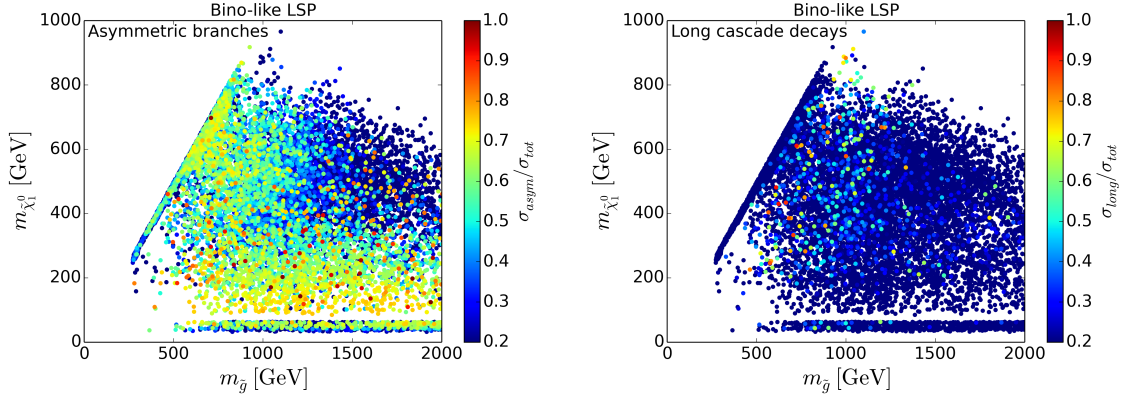 Bino-like LSP
Asymmetric branches
1000
800
600
400
200
0
m_{\tilde{\chi}_1^0} [GeV]
0 500 1000 1500 2000
m_{\tilde{g}} [GeV]
1.0
0.9
0.8
0.7
0.6
0.5
0.4
0.3
0.2
σ_{asym}/σ_{tot}
Bino-like LSP
Long cascade decays
1000
800
600
400
200
0
m_{\tilde{\chi}_1^0} [GeV]
0 500 1000 1500 2000
m_{\tilde{g}} [GeV]
1.0
0.9
0.8
0.7
0.6
0.5
0.4
0.3
0.2
σ_{long}/σ_{tot}